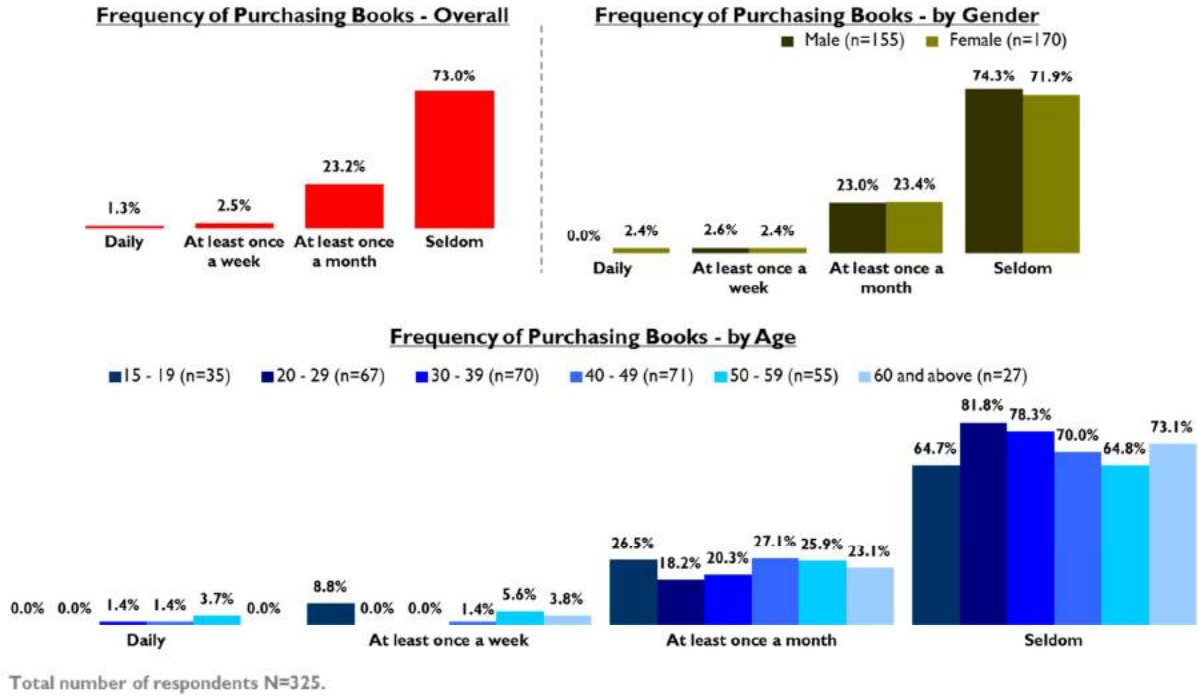 Frequency of Purchasing Books - Overall
73.0%
23.2%
2.5%
1.3%
Daily
At least once a week
At least once a month
Seldom
Frequency of Purchasing Books - by Gender
Male (n=155) Female (n=170)
74.3% 71.9%
23.0% 23.4%
2.6% 2.4%
0.0% 2.4%
Daily
At least once a
week
At least once a
month
Seldom
Frequency of Purchasing Books - by Age
15 - 19 (n=35) 20 - 29 (n=67) 30 - 39 (n=70) 40 - 49 (n=71) 50 - 59 (n=55) 60 and above (n=27)
0.0% 0.0% 1.4% 1.4% 3.7% 0.0%
8.8% 0.0% 0.0% 1.4% 5.6% 3.8%
26.5% 18.2% 20.3% 27.1% 25.9% 23.1%
64.7% 81.8% 78.3% 70.0% 64.8% 73.1%
Daily
At least once a week
At least once a month
Seldom
Total number of respondents N=325.